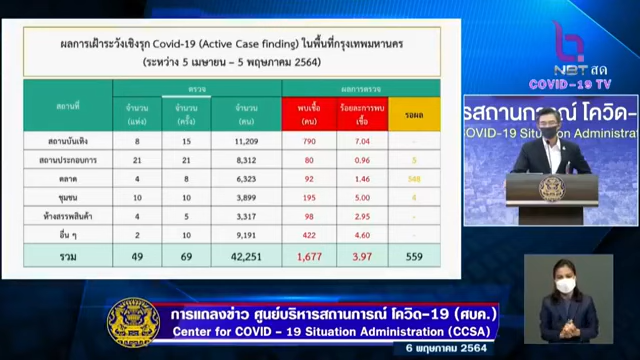 ผลการเฝ้าระวังเชิงรุก Covid-19 (Active Case finding) ในพื้นที่กรุงเทพมหานคร
(ระหว่าง 5 เมษายน – 5 พฤษภาคม 2564)
สถานที่ ตรวจ ผลการตรวจ
จำนวน (แห่ง) จำนวน (ครั้ง) จำนวน (คน) พบเชื้อ (คน) ร้อยละการพบเชื้อ รอผล
สถานบันเทิง 8 15 11,209 790 7.04 -
สถานประกอบการ 21 21 8,312 80 0.96 5
ตลาด 4 8 6,323 92 1.46 548
ชุมชน 10 10 3,899 195 5.00 4
ห้างสรรพสินค้า 4 5 3,317 98 2.95 -
อื่น ๆ 2 10 9,191 422 4.60 -
รวม 49 69 42,251 1,677 3.97 559
NBT สด
COVID-19 TV
ารสถานการณ์ โควิด-
COVID-19 Situation Administrat
การแถลงข่าว ศูนย์บริหารสถานการณ์ โควิด-19 (ศบค.)
Center for COVID - 19 Situation Administration (CCSA)
6 พฤษภาคม 2564